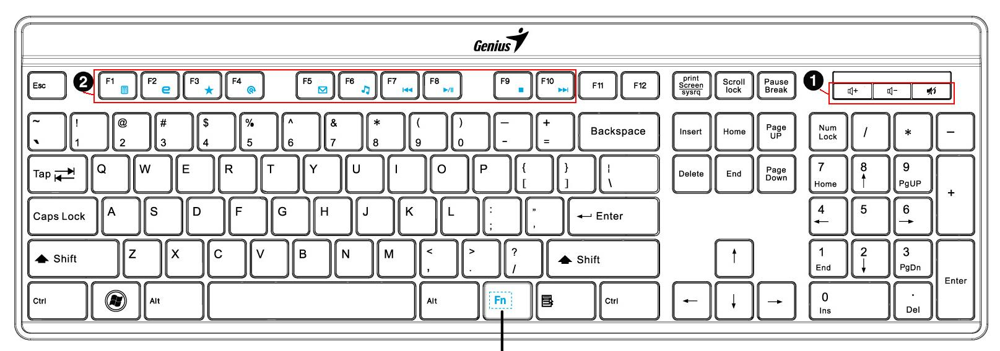 Genius
Esc
2
F1
F2
F3
F4
F5
F6
F7
F8
F9
F10
F11
F12
print
Screen
sysrq
Scroll
lock
Pause
Break
1
+
-
~
`
!
1
@
2
#
3
$
4
%
5
^
6
&
7
*
8
(
9
)
0
—
-
+
=
Backspace
Insert
Home
Page
UP
Num
Lock
/
*
-
Tap
Q
W
E
R
T
Y
U
I
O
P
{
[
}
]
¦
\
Delete
End
Page
Down
7
Home
8
↑
9
PgUP
+
Caps Lock
A
S
D
F
G
H
J
K
L
:
;
"
,
Enter
4
←
5
6
→
Shift
Z
X
C
V
B
N
M
<
,
>
.
?
/
Shift
↑
1
End
2
↓
3
PgDn
Enter
Ctrl
Alt
Alt
Fn
Ctrl
←
↓
→
0
Ins
.
Del